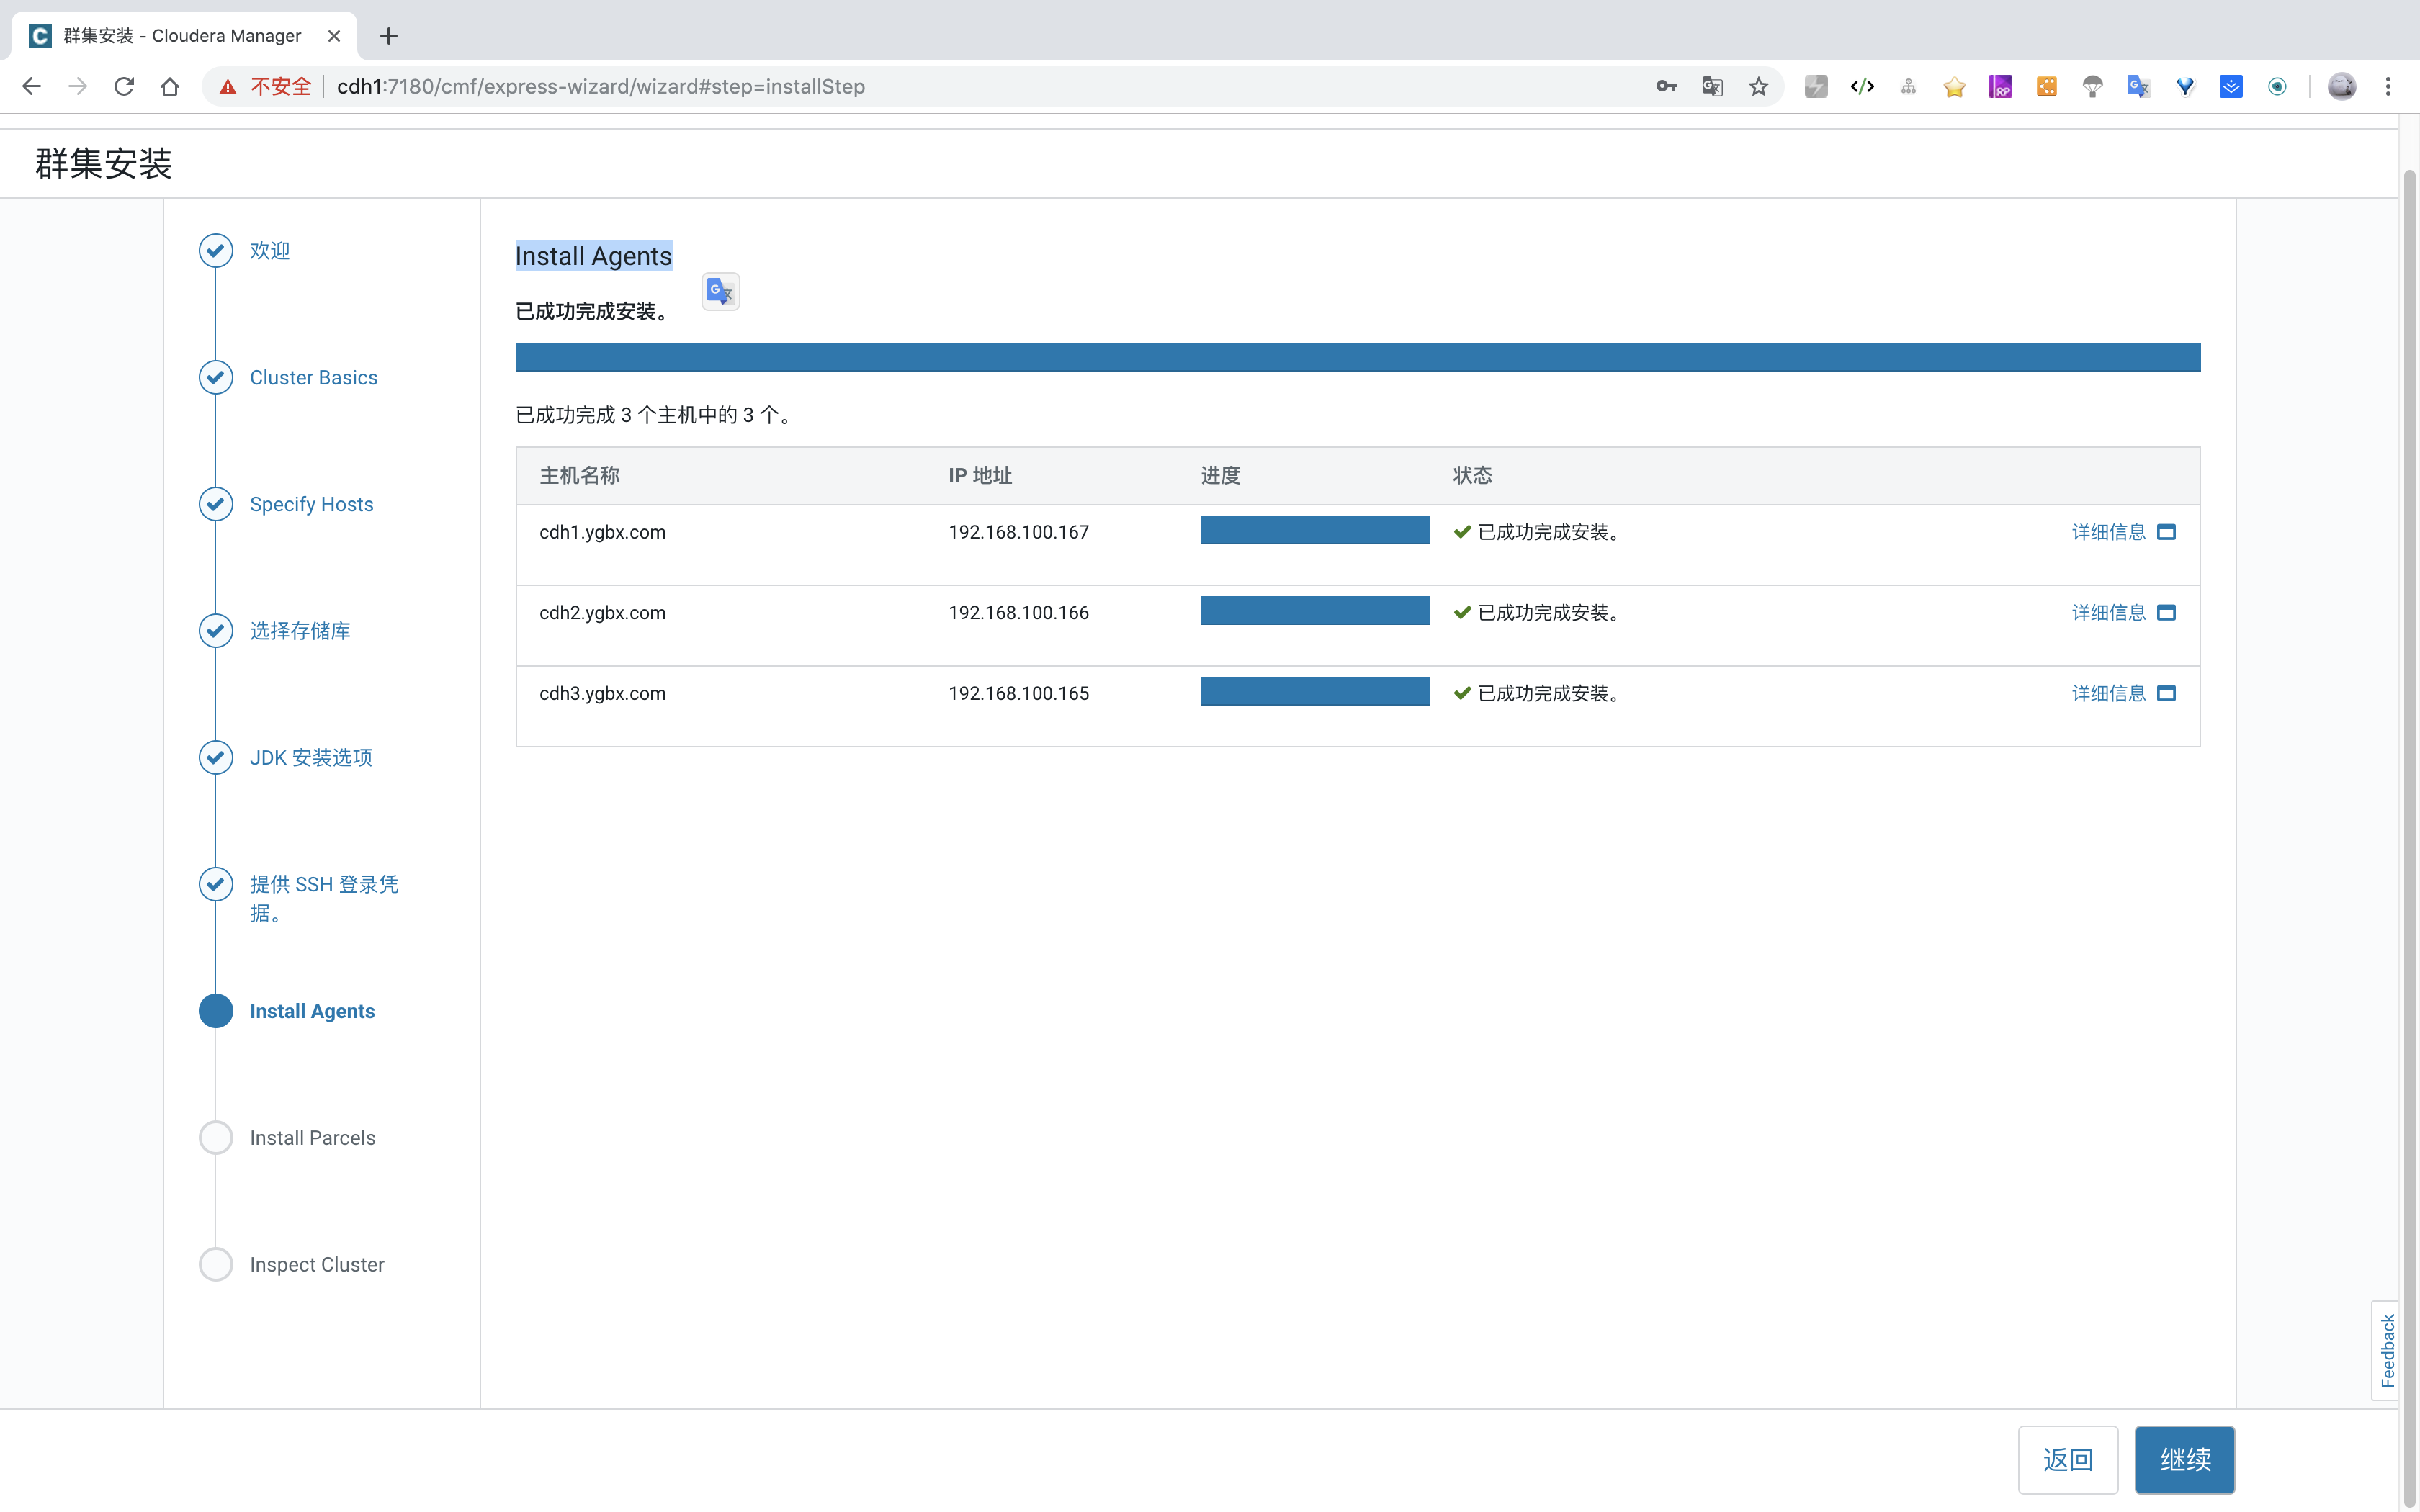 群集安装 - Cloudera Manager
不安全 | cdh1:7180/cmf/express-wizard/wizard#step=installStep
群集安装
欢迎
Cluster Basics
Specify Hosts
选择存储库
JDK 安装选项
提供 SSH 登录凭
据。
Install Agents
Install Parcels
Inspect Cluster
Install Agents
已成功完成安装。
已成功完成 3 个主机中的 3 个。
主机名称 IP 地址 进度 状态
cdh1.ygbx.com 192.168.100.167 已成功完成安装。 详细信息
cdh2.ygbx.com 192.168.100.166 已成功完成安装。 详细信息
cdh3.ygbx.com 192.168.100.165 已成功完成安装。 详细信息
Feedback
返回 继续